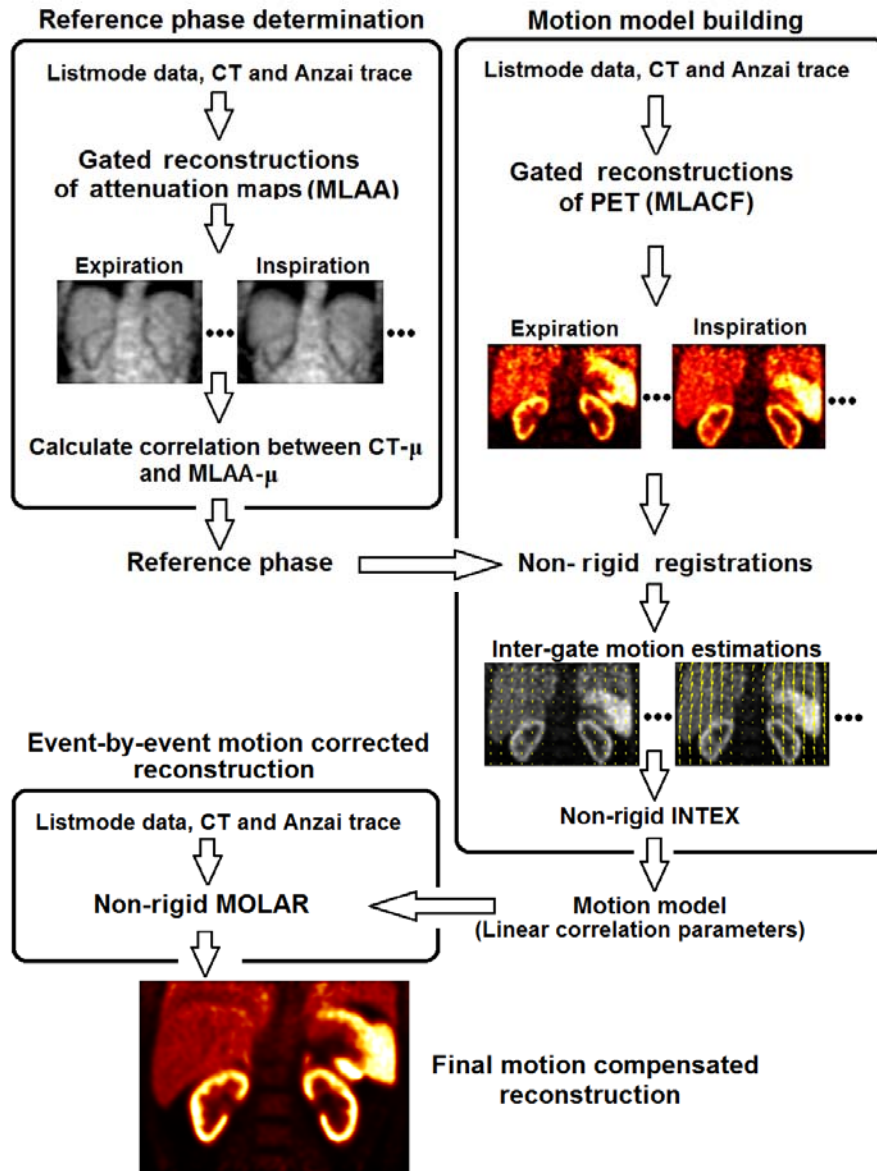 Reference phase determination
Listmode data, CT and Anzai trace
Gated reconstructions
of attenuation maps (MLAA)
Expiration
Inspiration
Calculate correlation between CT-μ
and MLAA-μ
Reference phase
Motion model building
Listmode data, CT and Anzai trace
Gated reconstructions
of PET (MLACF)
Expiration
Inspiration
Non- rigid registrations
Inter-gate motion estimations
Non-rigid INTEX
Motion model
(Linear correlation parameters)
Event-by-event motion corrected
reconstruction
Listmode data, CT and Anzai trace
Non-rigid MOLAR
Final motion compensated
reconstruction